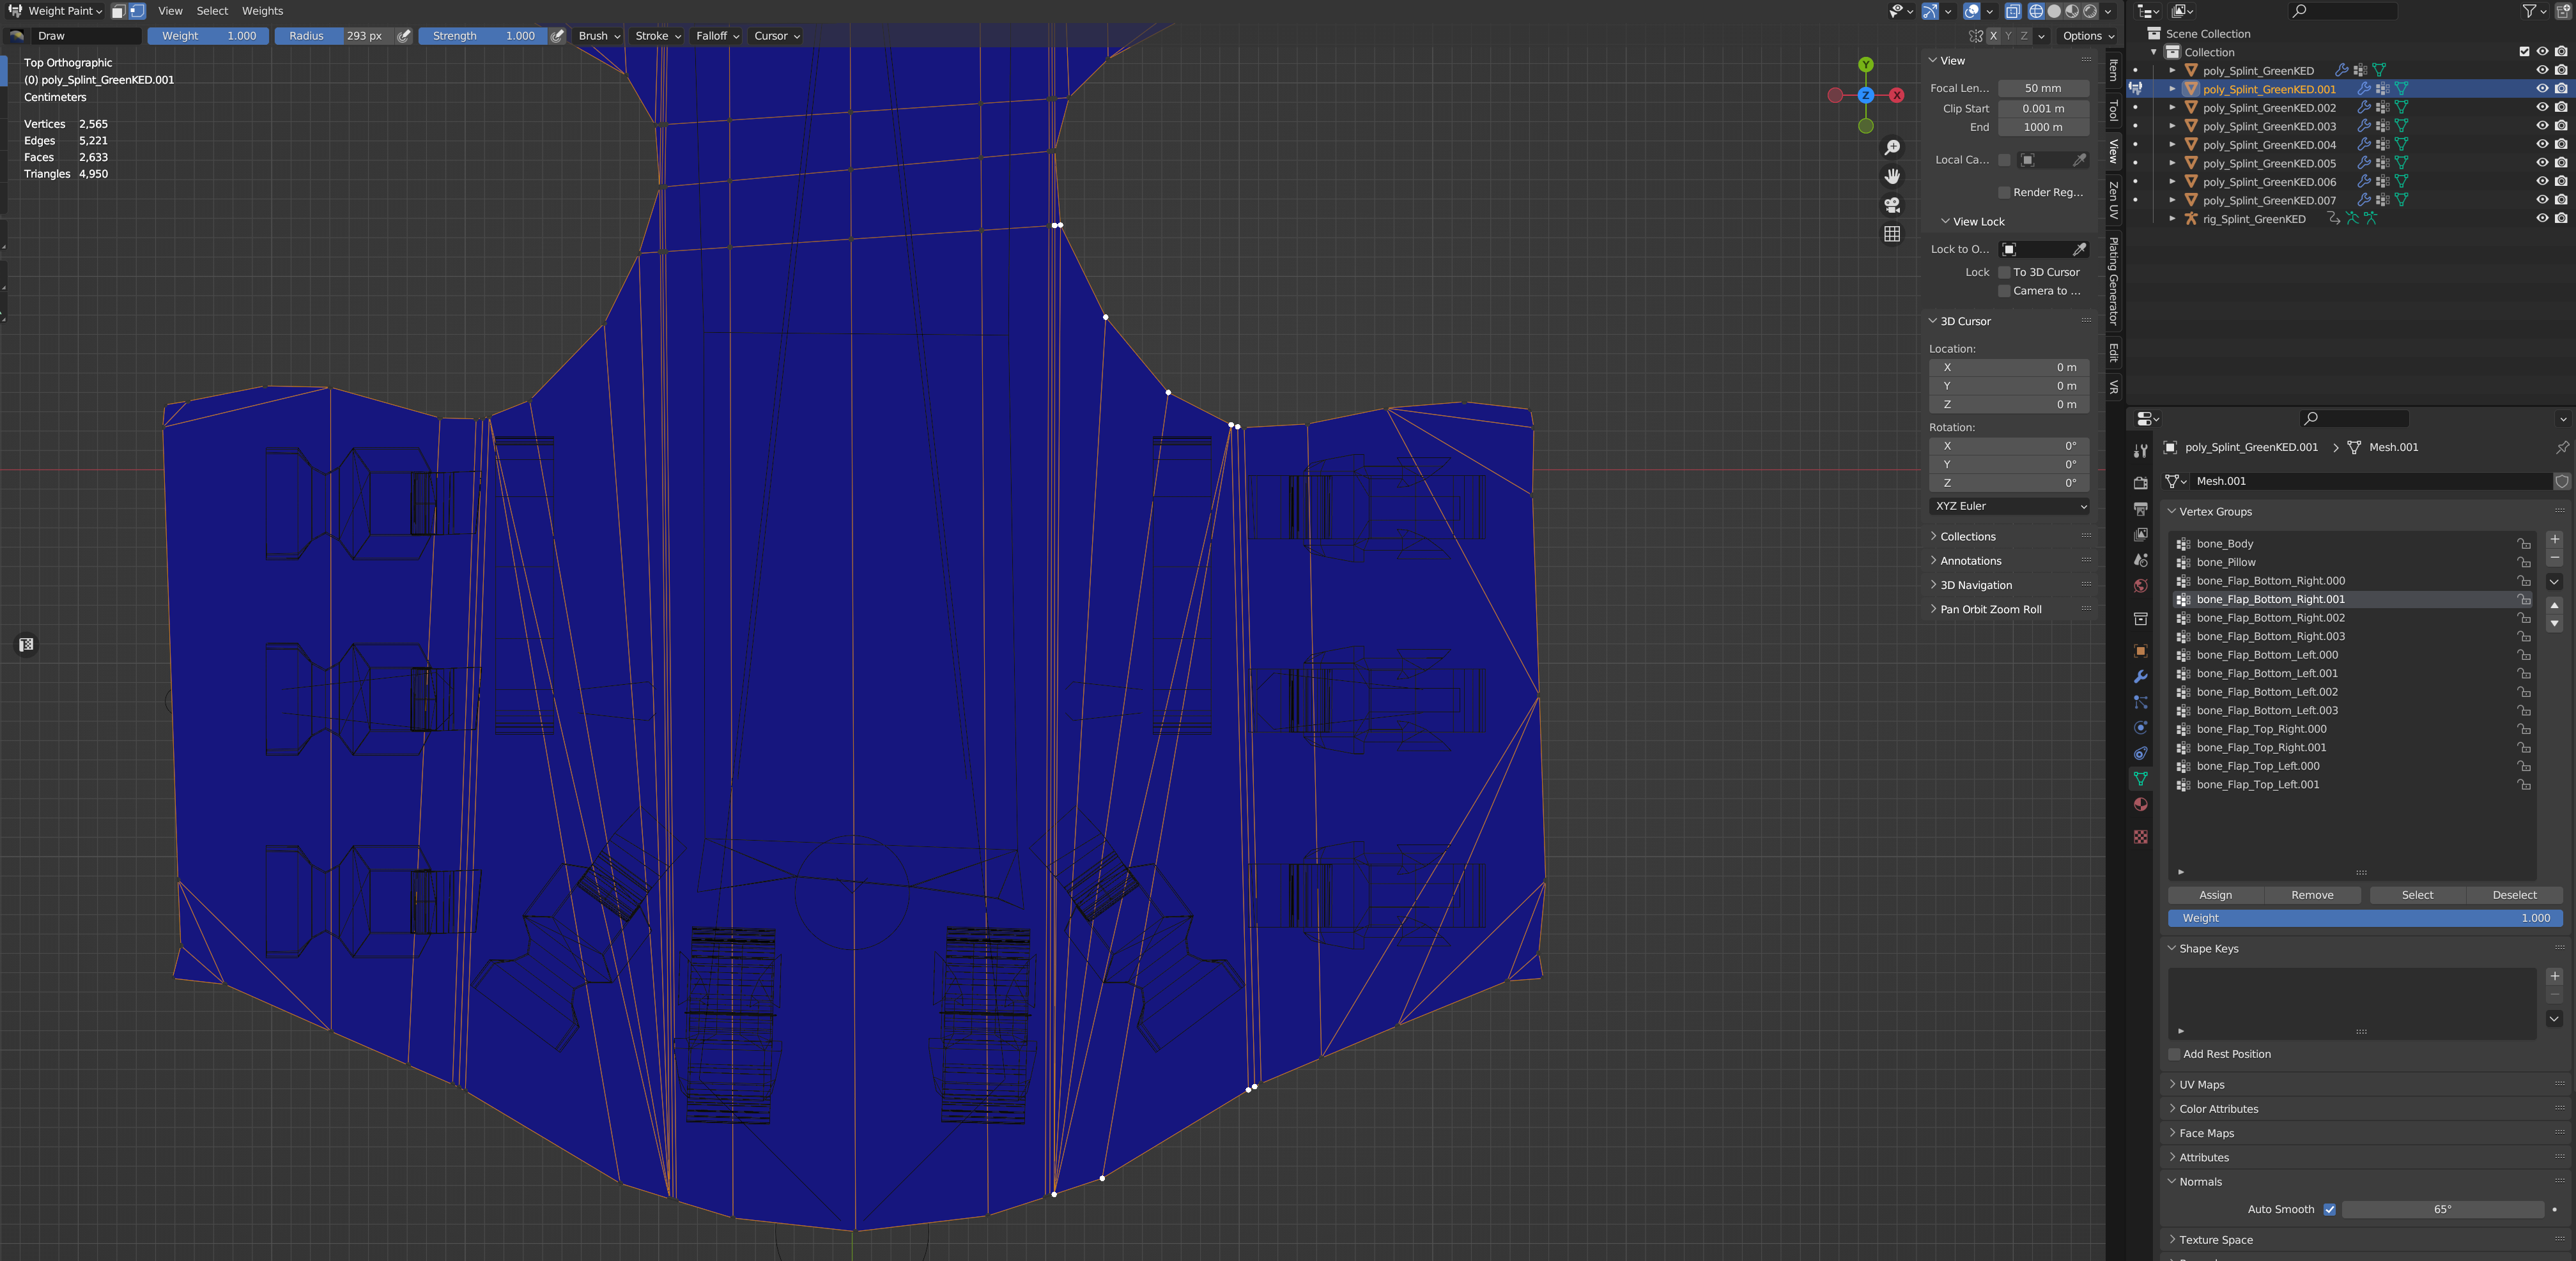 Weight Paint View Select Weights
Draw Weight 1.000 Radius 293 px Strength 1.000 Brush Stroke Falloff Cursor X Y Z Options
Top Orthographic
(0) poly_Splint_GreenKED.001
Centimeters
Vertices 2,565
Edges 5,221
Faces 2,633
Triangles 4,950
Y
Z X
View
Focal Len... 50 mm
Clip Start 0.001 m
End 1000 m
Local Ca...
Render Reg...
View Lock
Lock to O...
Lock To 3D Cursor
Camera to ...
3D Cursor
Location:
X 0 m
Y 0 m
Z 0 m
Rotation:
X 0°
Y 0°
Z 0°
XYZ Euler
Collections
Annotations
3D Navigation
Pan Orbit Zoom Roll
Item
Tool
View
Zen UV
Plating Generator
Edit
VR
Scene Collection
Collection
poly_Splint_GreenKED
poly_Splint_GreenKED.001
poly_Splint_GreenKED.002
poly_Splint_GreenKED.003
poly_Splint_GreenKED.004
poly_Splint_GreenKED.005
poly_Splint_GreenKED.006
poly_Splint_GreenKED.007
rig_Splint_GreenKED
poly_Splint_GreenKED.001 > Mesh.001
Mesh.001
Vertex Groups
bone_Body
bone_Pillow
bone_Flap_Bottom_Right.000
bone_Flap_Bottom_Right.001
bone_Flap_Bottom_Right.002
bone_Flap_Bottom_Right.003
bone_Flap_Bottom_Left.000
bone_Flap_Bottom_Left.001
bone_Flap_Bottom_Left.002
bone_Flap_Bottom_Left.003
bone_Flap_Top_Right.000
bone_Flap_Top_Right.001
bone_Flap_Top_Left.000
bone_Flap_Top_Left.001
Assign Remove Select Deselect
Weight 1.000
Shape Keys
Add Rest Position
UV Maps
Color Attributes
Face Maps
Attributes
Normals
Auto Smooth 65°
Texture Space